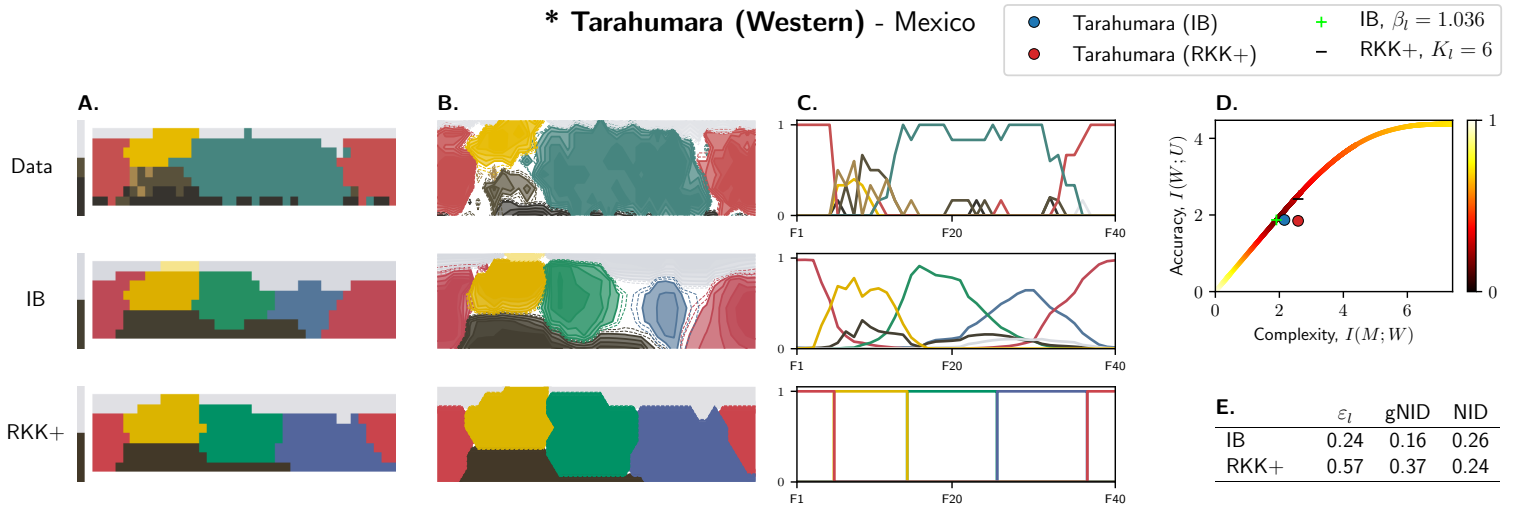 * Tarahumara (Western) - Mexico
Tarahumara (IB)
Tarahumara (RKK+)
IB, $\beta_l = 1.036$
RKK+, $K_l = 6$
A.
B.
C.
D.
Data
IB
RKK+
1
0
F1
F20
F40
1
0
F1
F20
F40
1
0
F1
F20
F40
Accuracy, $I(W;U)$
4
2
0
0
2
4
6
Complexity, $I(M;W)$
1
0
E.
$\varepsilon_l$ gNID NID
IB 0.24 0.16 0.26
RKK+ 0.57 0.37 0.24